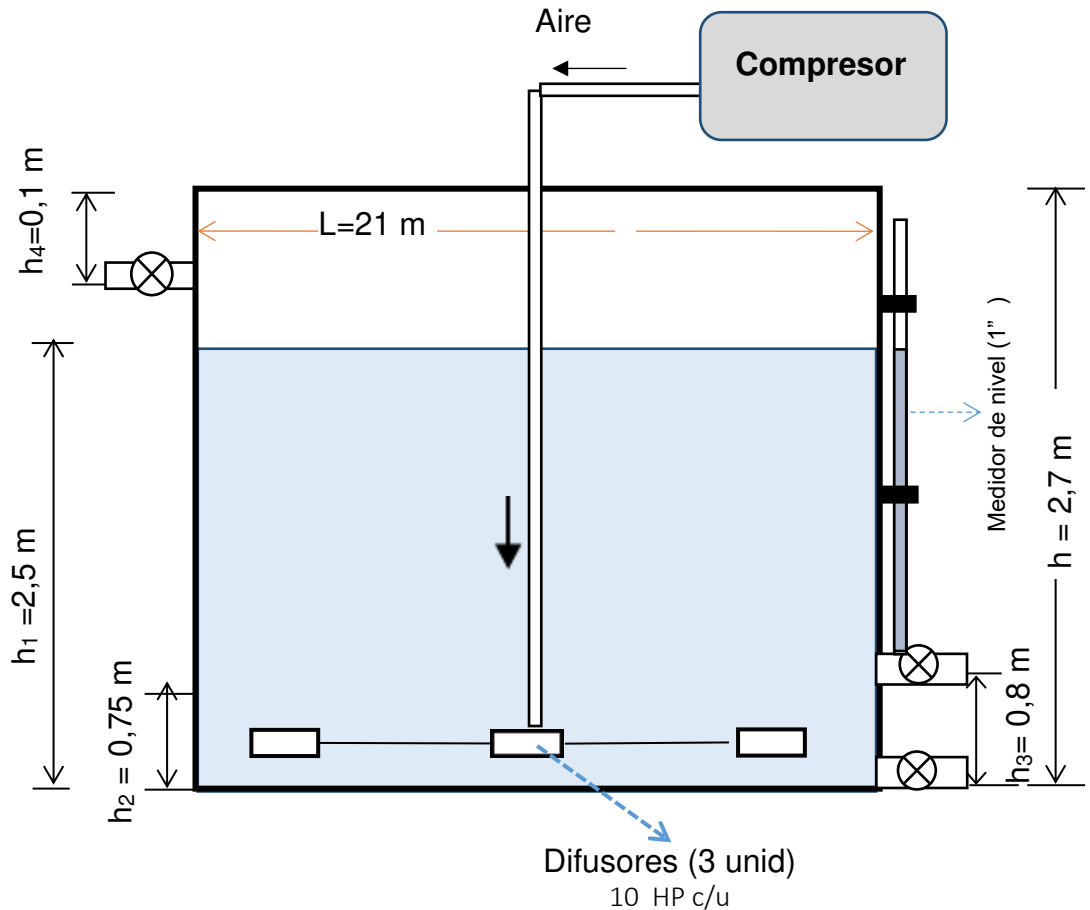 Aire
Compresor
h₄=0,1 m
L=21 m
Medidor de nivel (1” )
h = 2,7 m
h₁ =2,5 m
h₂ = 0,75 m
h₃= 0,8 m
Difusores (3 unid)
10 HP c/u